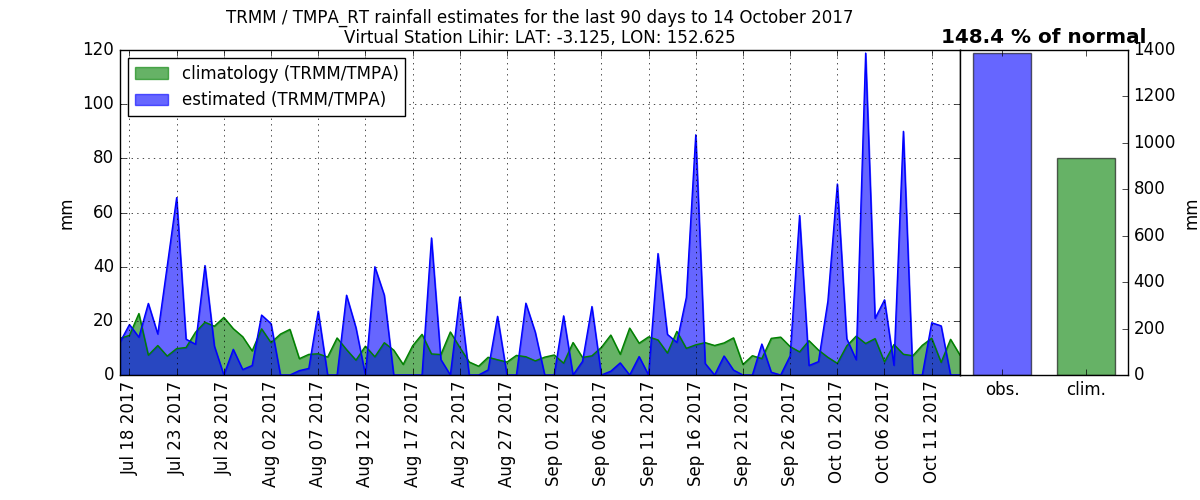 TRMM / TMPA_RT rainfall estimates for the last 90 days to 14 October 2017
Virtual Station Lihir: LAT: -3.125, LON: 152.625
148.4 % of normal
climatology (TRMM/TMPA)
estimated (TRMM/TMPA)
mm
120
100
80
60
40
20
0
Jul 18 2017
Jul 23 2017
Jul 28 2017
Aug 02 2017
Aug 07 2017
Aug 12 2017
Aug 17 2017
Aug 22 2017
Aug 27 2017
Sep 01 2017
Sep 06 2017
Sep 11 2017
Sep 16 2017
Sep 21 2017
Sep 26 2017
Oct 01 2017
Oct 06 2017
Oct 11 2017
obs.
clim.
1400
1200
1000
800
600
400
200
0
mm